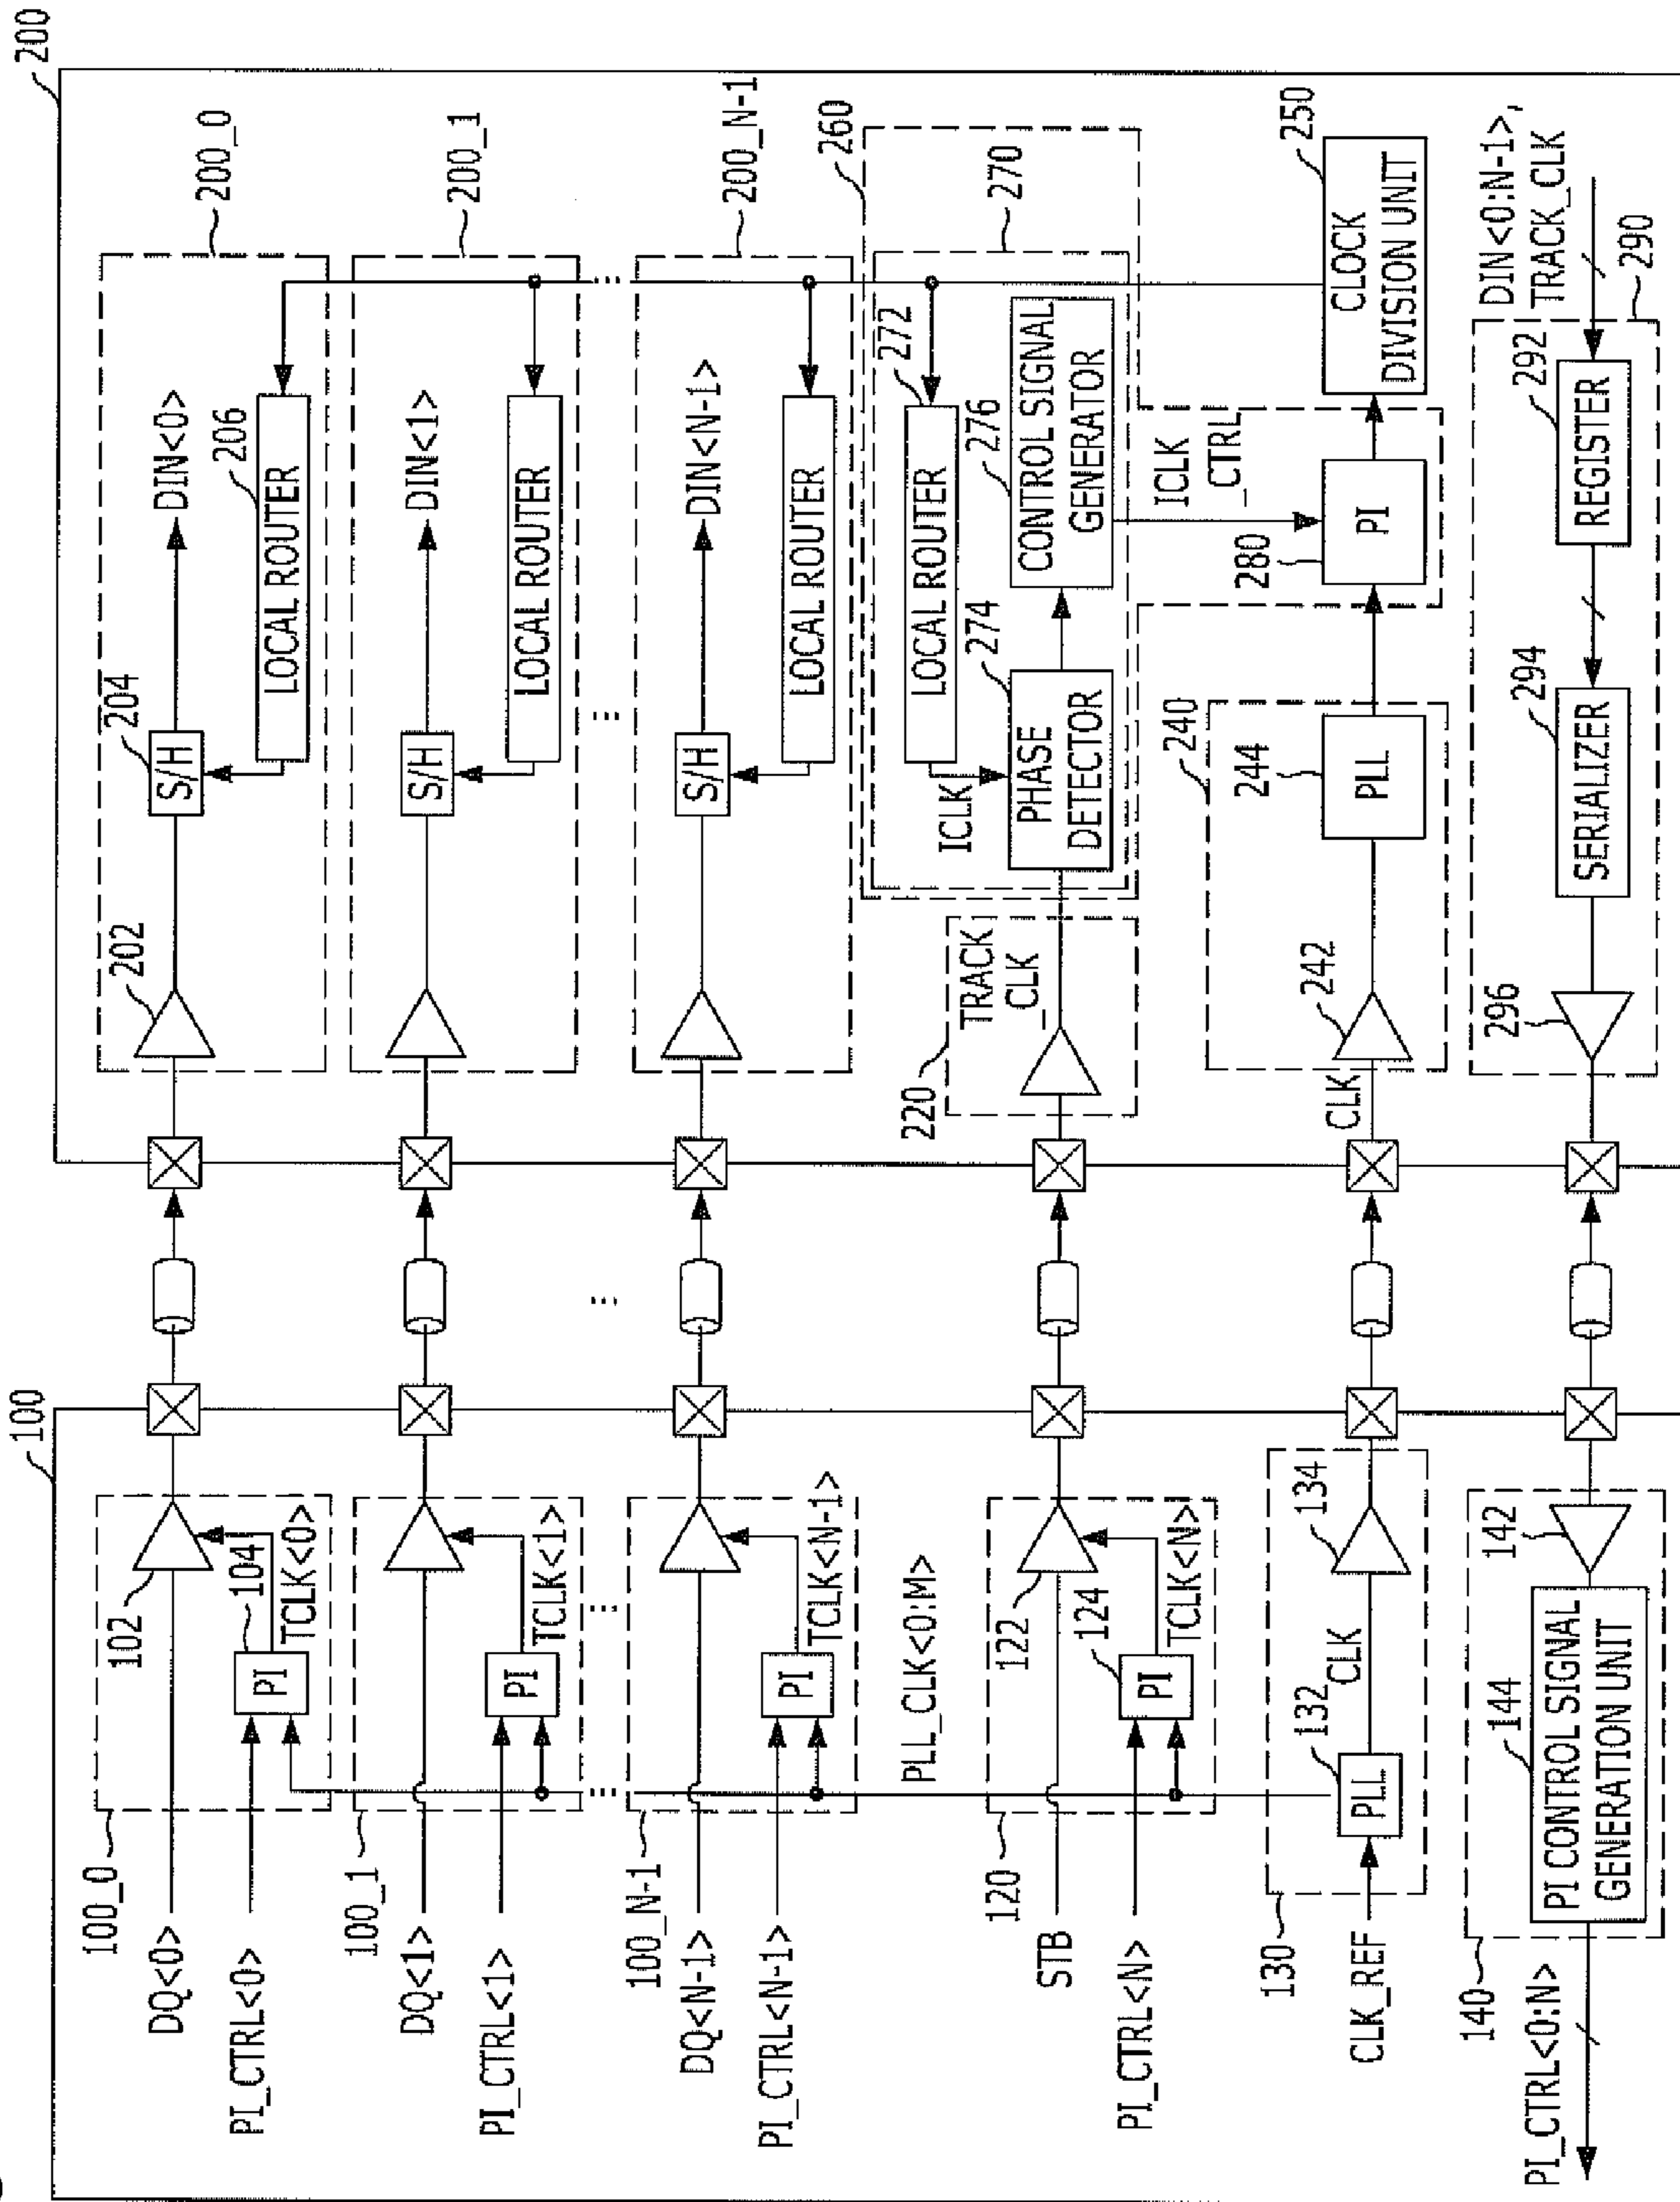 100
200
100_0
DQ<0>
PI_CTRL<0>
102
104
PI
TCLK<0>
202
204
S/H
DIN<0>
206
LOCAL ROUTER
200_0
100_1
DQ<1>
PI_CTRL<1>
PI
TCLK<1>
S/H
DIN<1>
LOCAL ROUTER
200_1
...
...
...
...
...
100_N-1
DQ<N-1>
PI_CTRL<N-1>
PI
TCLK<N-1>
S/H
DIN<N-1>
LOCAL ROUTER
200_N-1
PLL_CLK<0:M>
120
STB
PI_CTRL<N>
122
124
PI
TCLK<N>
220
TRACK
_CLK
260
270
272
LOCAL ROUTER
ICLK
274
PHASE
DETECTOR
276
CONTROL SIGNAL
GENERATOR
ICLK
_CTRL
130
CLK_REF
132
PLL
CLK
134
CLK
240
242
244
PLL
280
PI
250
CLOCK
DIVISION UNIT
140
PI_CTRL<0:N>
144
PI CONTROL SIGNAL
GENERATION UNIT
142
296
294
SERIALIZER
292
REGISTER
290
DIN<0:N-1>,
TRACK_CLK